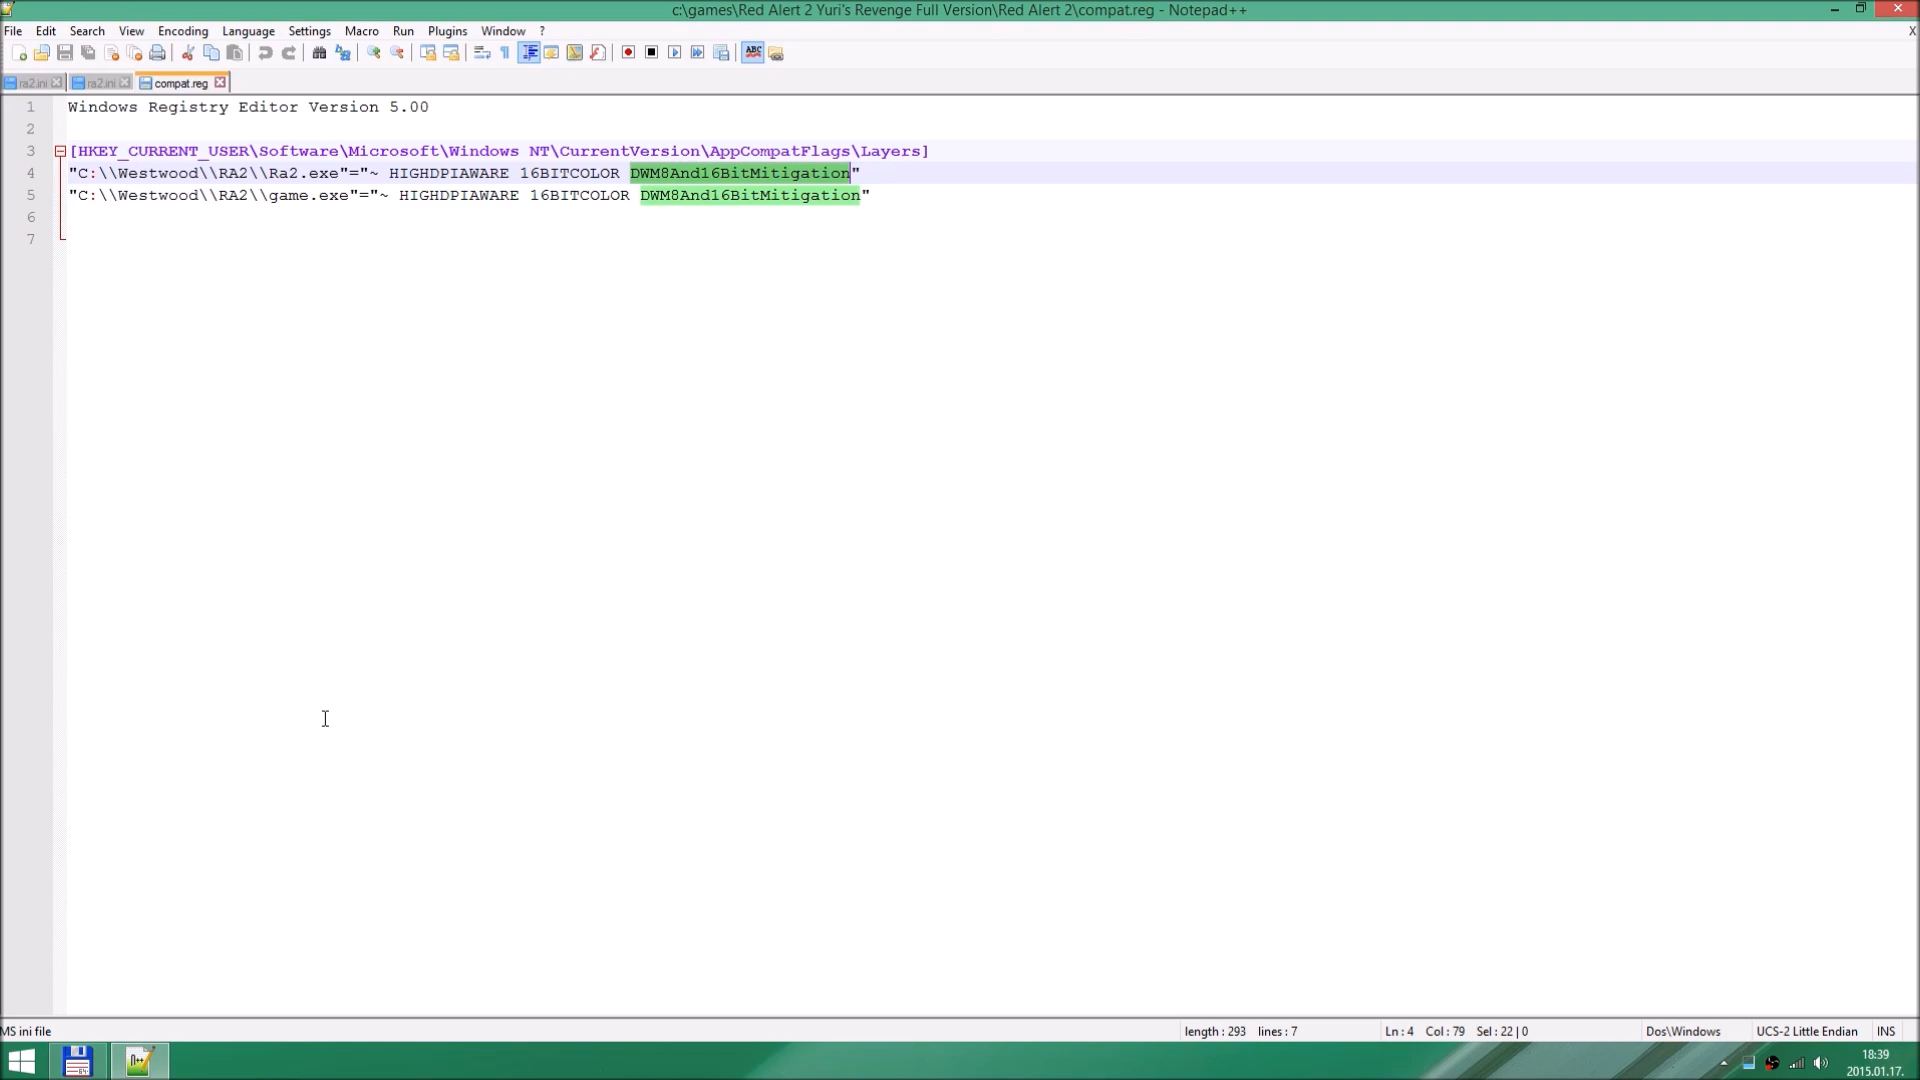 c:\games\Red Alert 2 Yuri's Revenge Full Version\Red Alert 2\compat.reg - Notepad++
File Edit Search View Encoding Language Settings Macro Run Plugins Window ? X
ABC
ra2.ini ra2.ini compat.reg
1 Windows Registry Editor Version 5.00
2
3 [HKEY_CURRENT_USER\Software\Microsoft\Windows NT\CurrentVersion\AppCompatFlags\Layers]
4 "C:\\Westwood\\RA2\\Ra2.exe"="~ HIGHDPIAWARE 16BITCOLOR DWM8And16BitMitigation"
5 "C:\\Westwood\\RA2\\game.exe"="~ HIGHDPIAWARE 16BITCOLOR DWM8And16BitMitigation"
6
7
MS ini file length : 293 lines : 7 Ln : 4 Col : 79 Sel : 22 | 0 Dos\Windows UCS-2 Little Endian INS
64
18:39
2015.01.17.